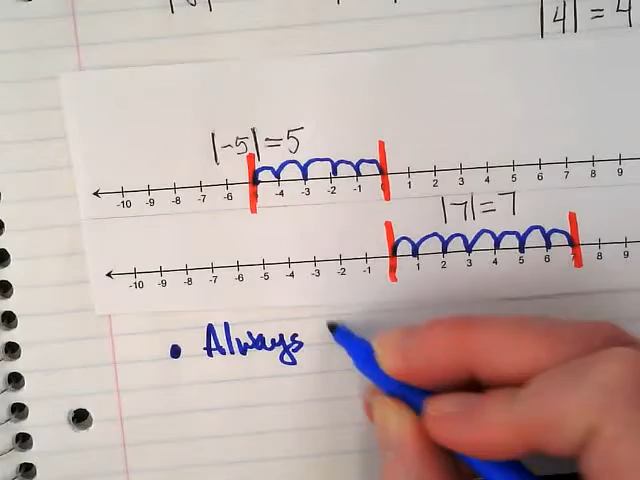 |4| = 4
|-5| = 5
-10 -9 -8 -7 -6 -4 -3 -2 -1 1 2 3 4 5 6 7 8 9
|7| = 7
-10 -9 -8 -7 -6 -5 -4 -3 -2 -1 1 2 3 4 5 6 8 9
• Always